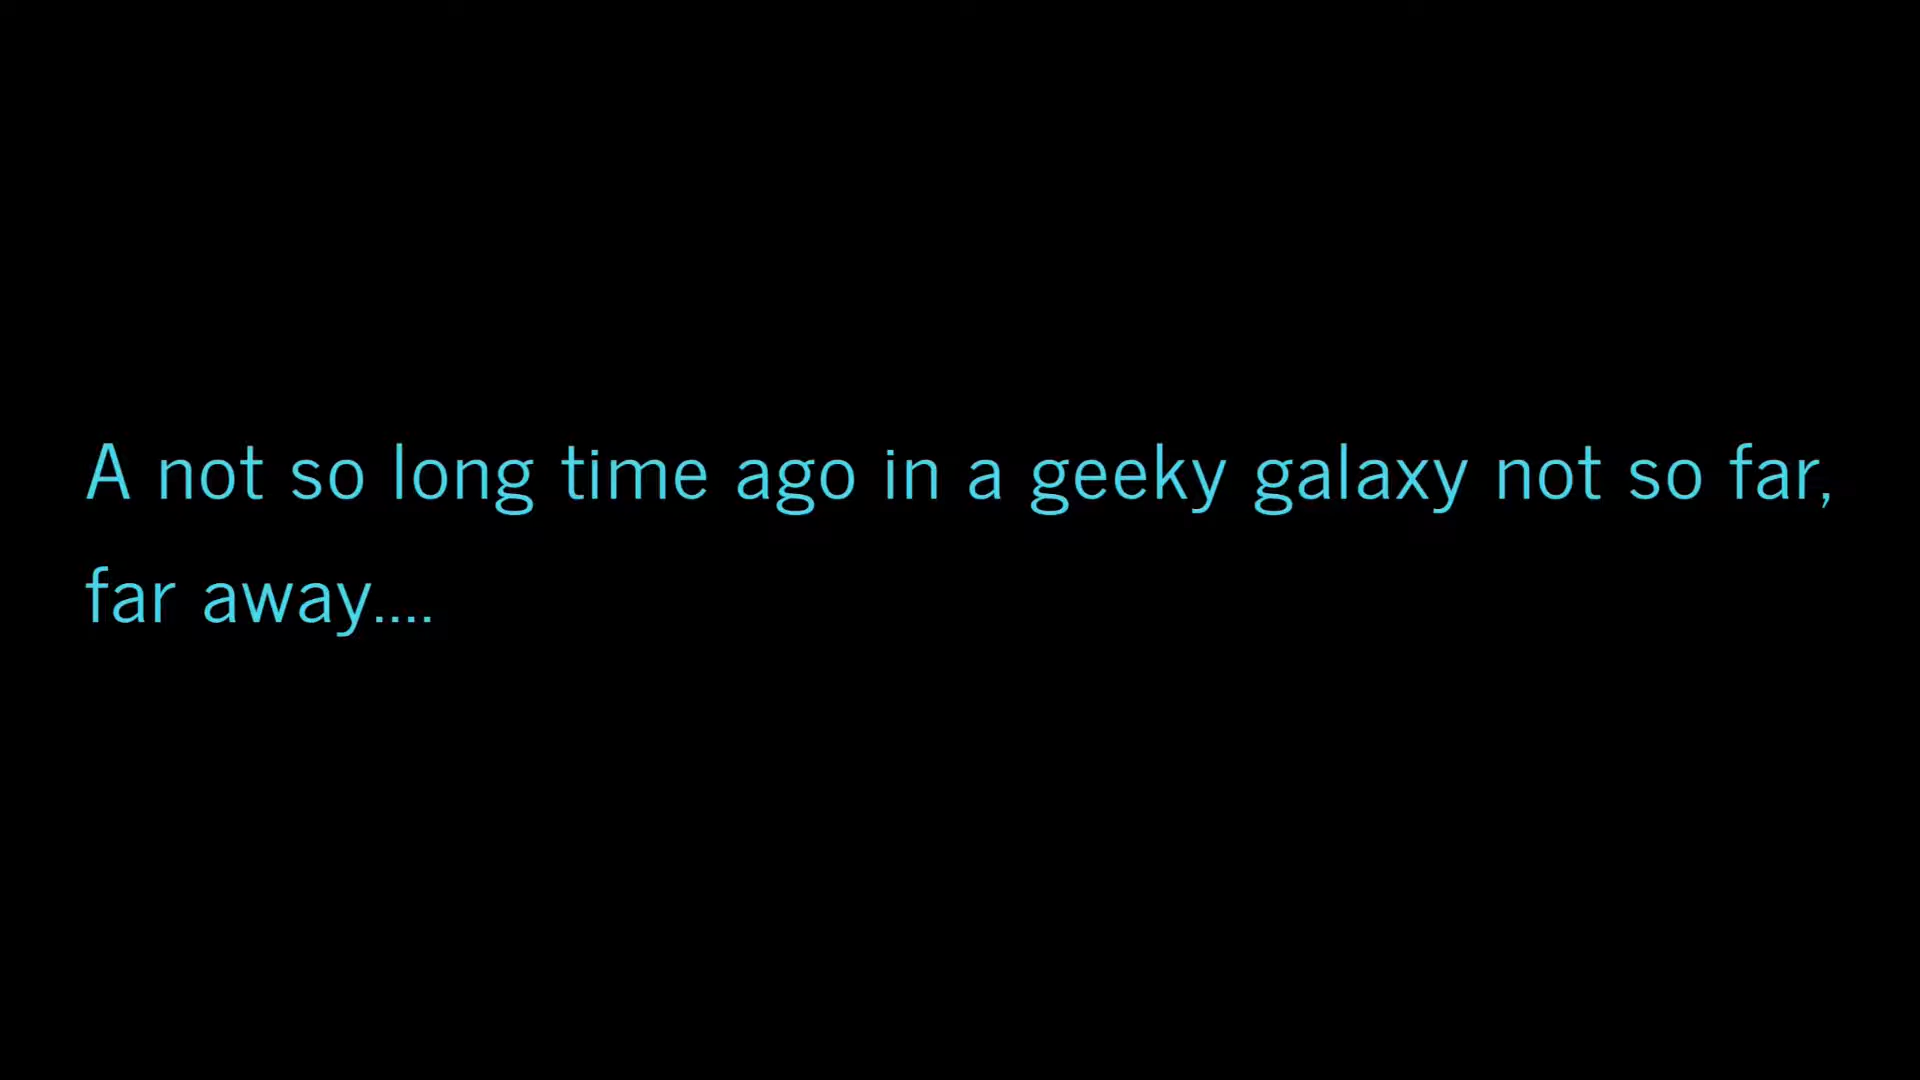 A not so long time ago in a geeky galaxy not so far,
far away....